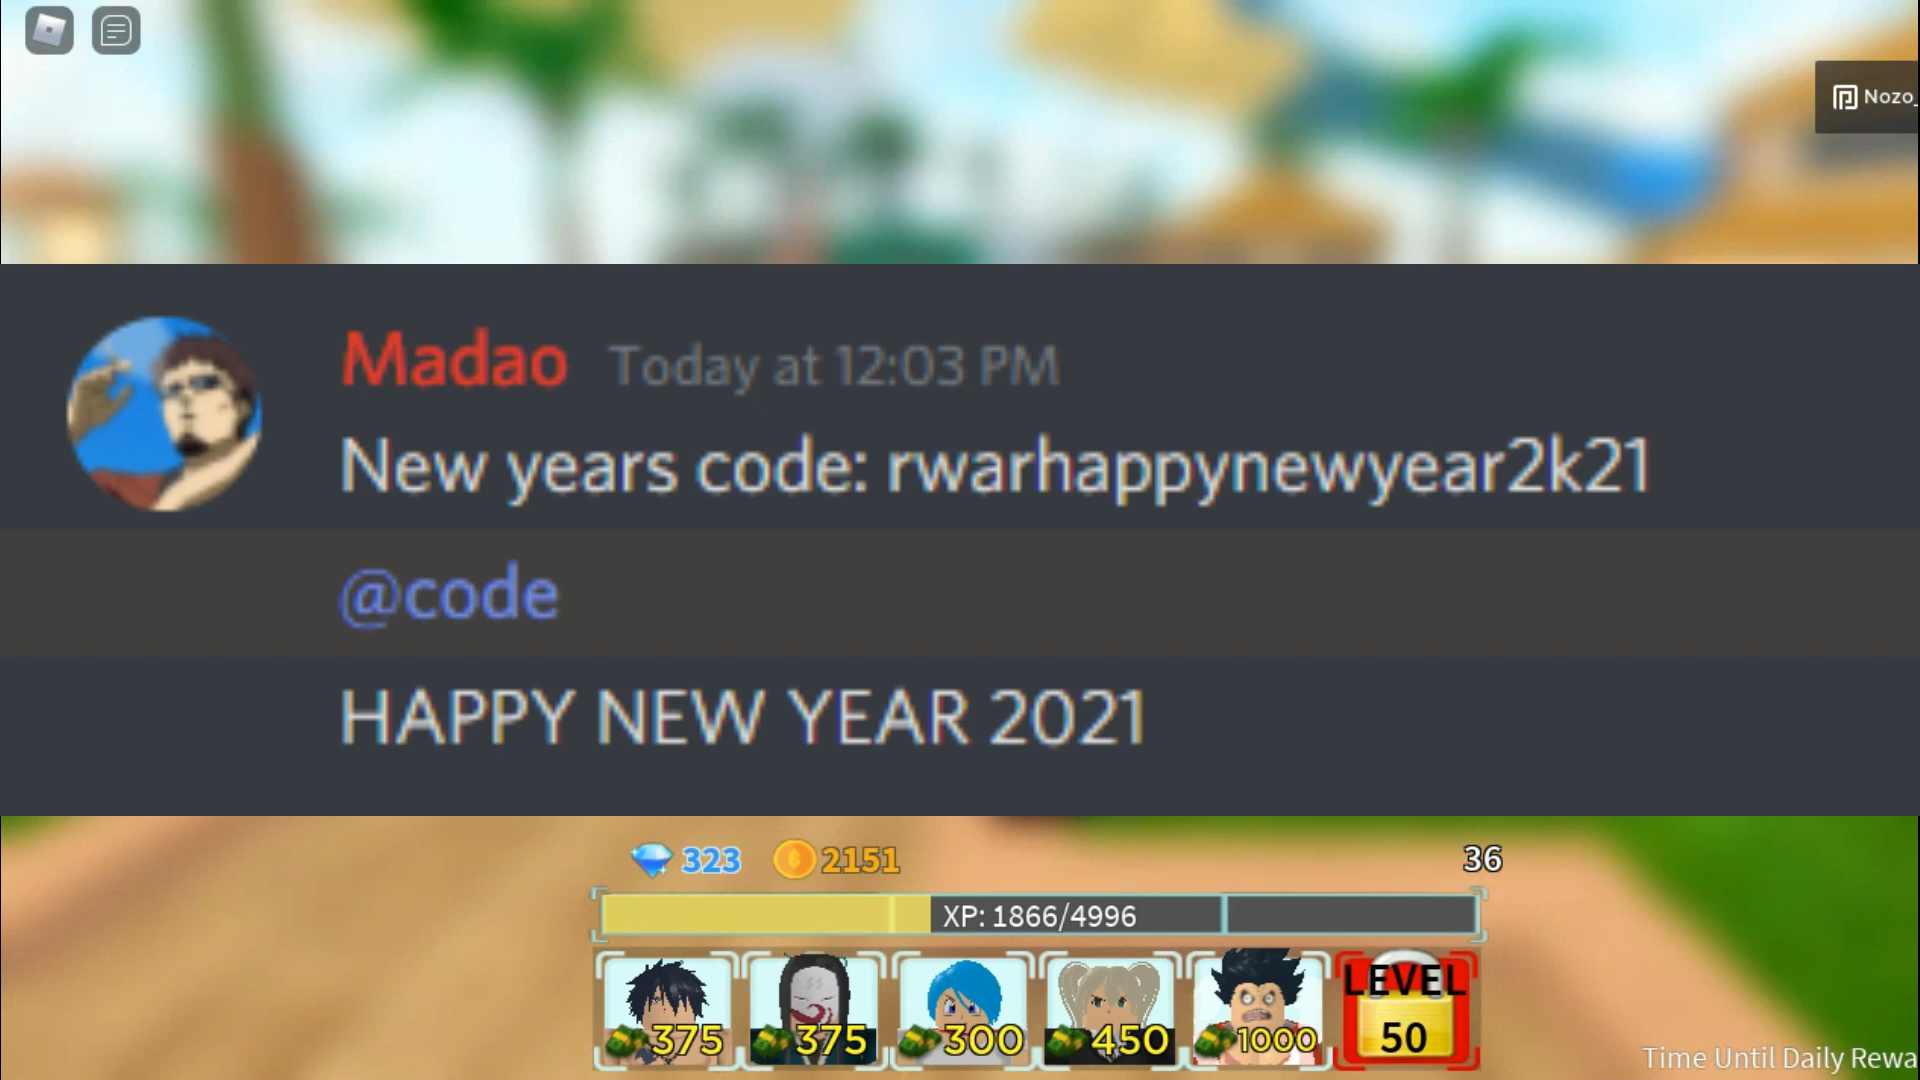 Nozo_
Madao Today at 12:03 PM
New years code: rwarhappynewyear2k21
@code
HAPPY NEW YEAR 2021
323 2151 36
XP: 1866/4996
375 375 300 450 1000 LEVEL 50
Time Until Daily Rewa